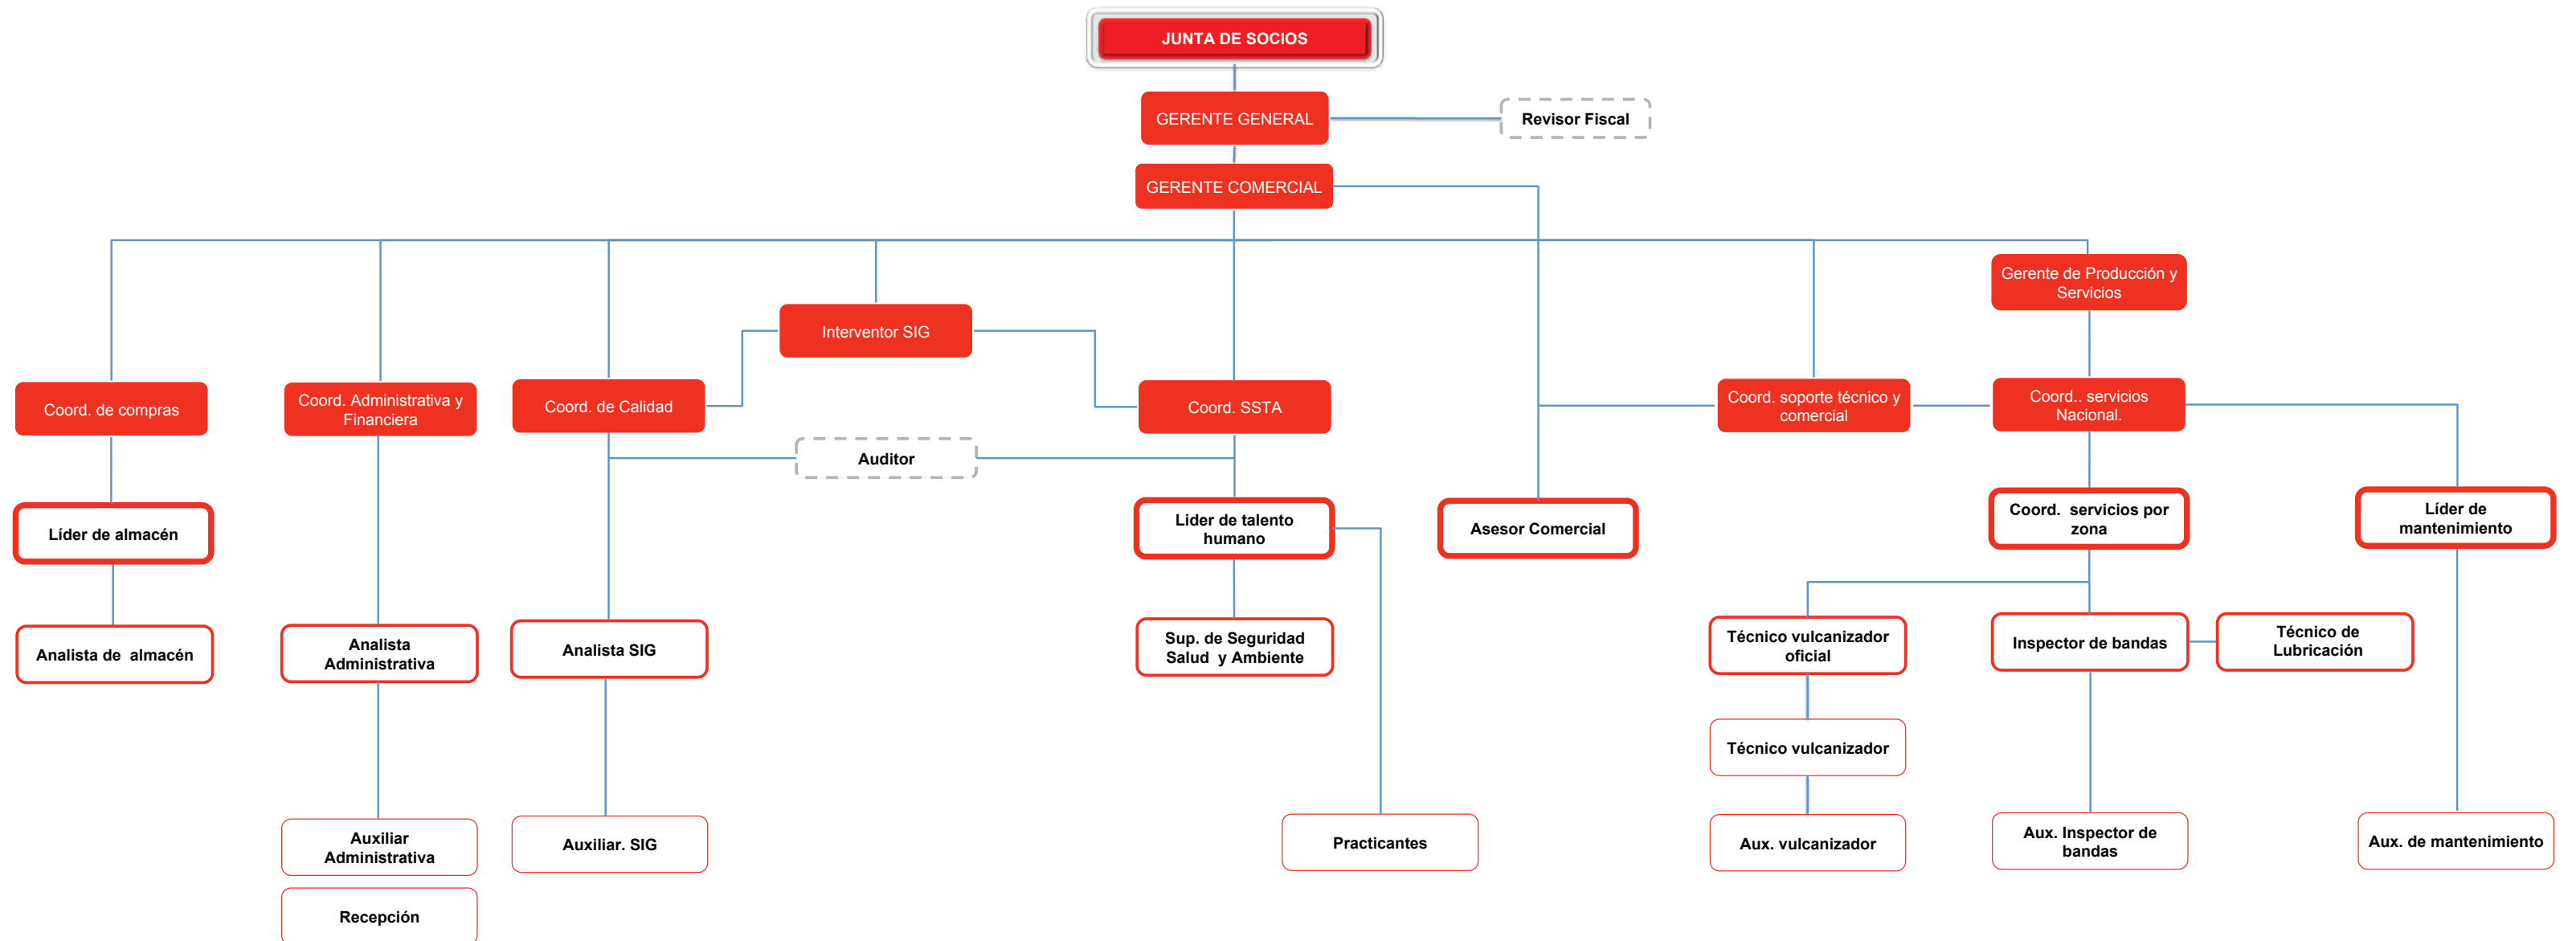 JUNTA DE SOCIOS
GERENTE GENERAL
Revisor Fiscal
GERENTE COMERCIAL
Gerente de Producción y
Servicios
Interventor SIG
Coord. de compras
Coord. Administrativa y
Financiera
Coord. de Calidad
Coord. SSTA
Coord. soporte técnico y
comercial
Coord.. servicios
Nacional.
Auditor
Líder de almacén
Lider de talento
humano
Asesor Comercial
Coord. servicios por
zona
Líder de
mantenimiento
Analista de almacén
Analista
Administrativa
Analista SIG
Sup. de Seguridad
Salud y Ambiente
Técnico vulcanizador
oficial
Inspector de bandas
Técnico de
Lubricación
Técnico vulcanizador
Auxiliar
Administrativa
Auxiliar. SIG
Practicantes
Aux. vulcanizador
Aux. Inspector de
bandas
Aux. de mantenimiento
Recepción